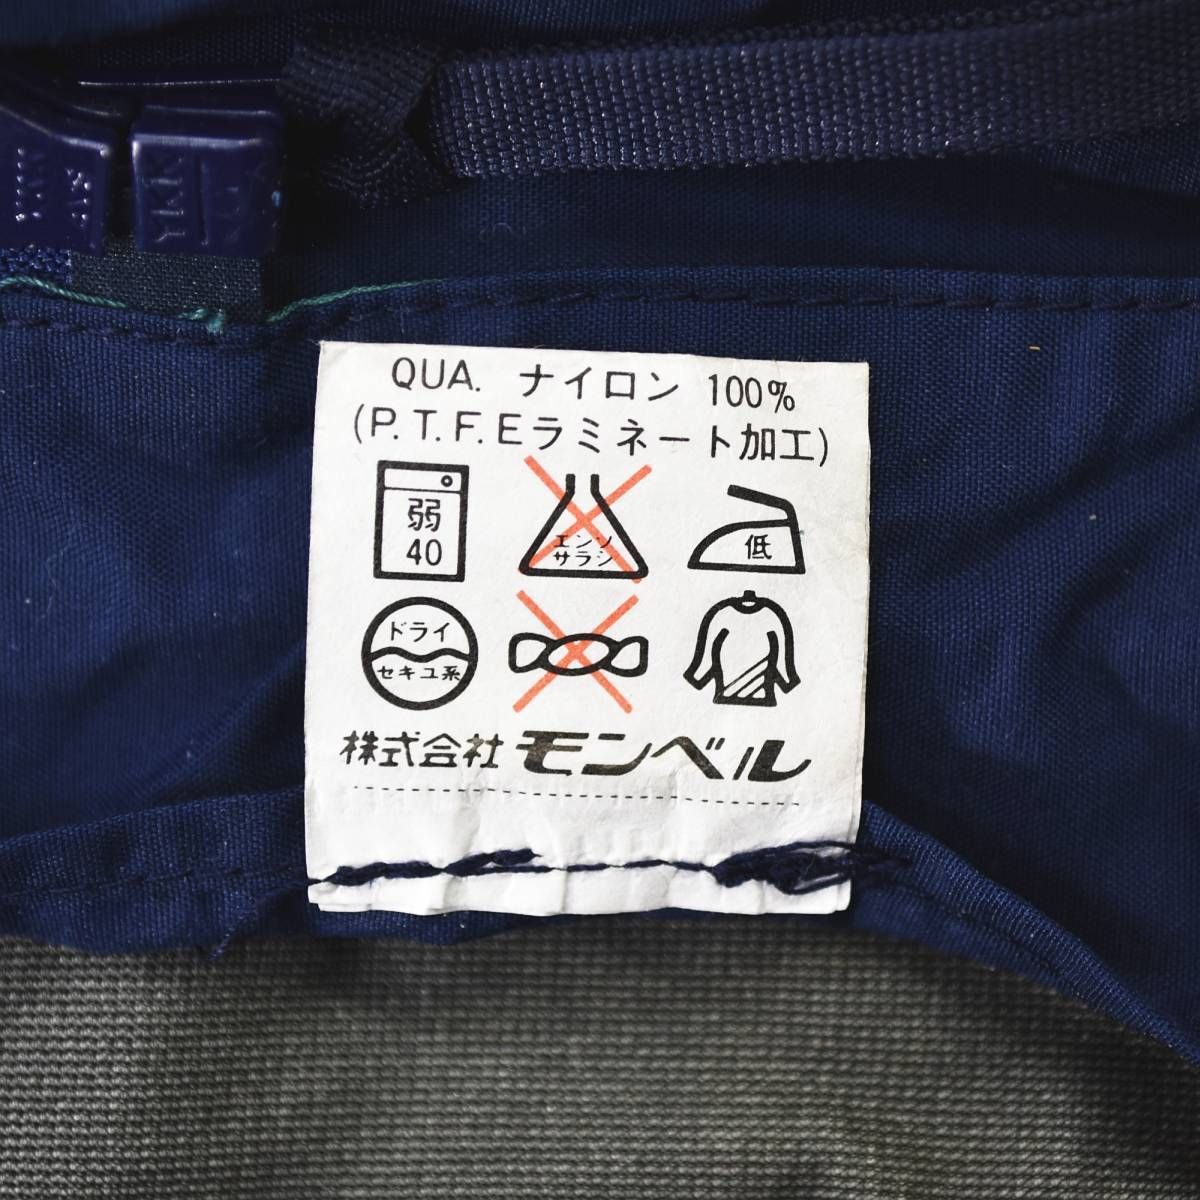 QUA. ナイロン 100%
(P.T.F.Eラミネート加工)
弱
40
エンソ
サラシ
低
ドライ
セキユ系
株式会社 モンベル